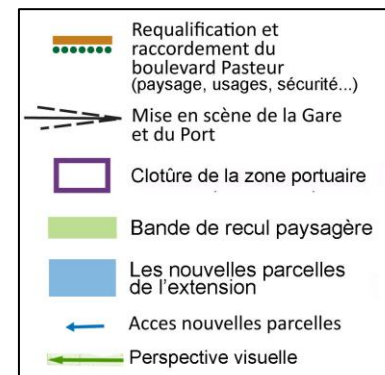 Requalification et
raccordement du
boulevard Pasteur
(paysage, usages, sécurité...)
Mise en scène de la Gare
et du Port
Clotûre de la zone portuaire
Bande de recul paysagère
Les nouvelles parcelles
de l'extension
Acces nouvelles parcelles
Perspective visuelle